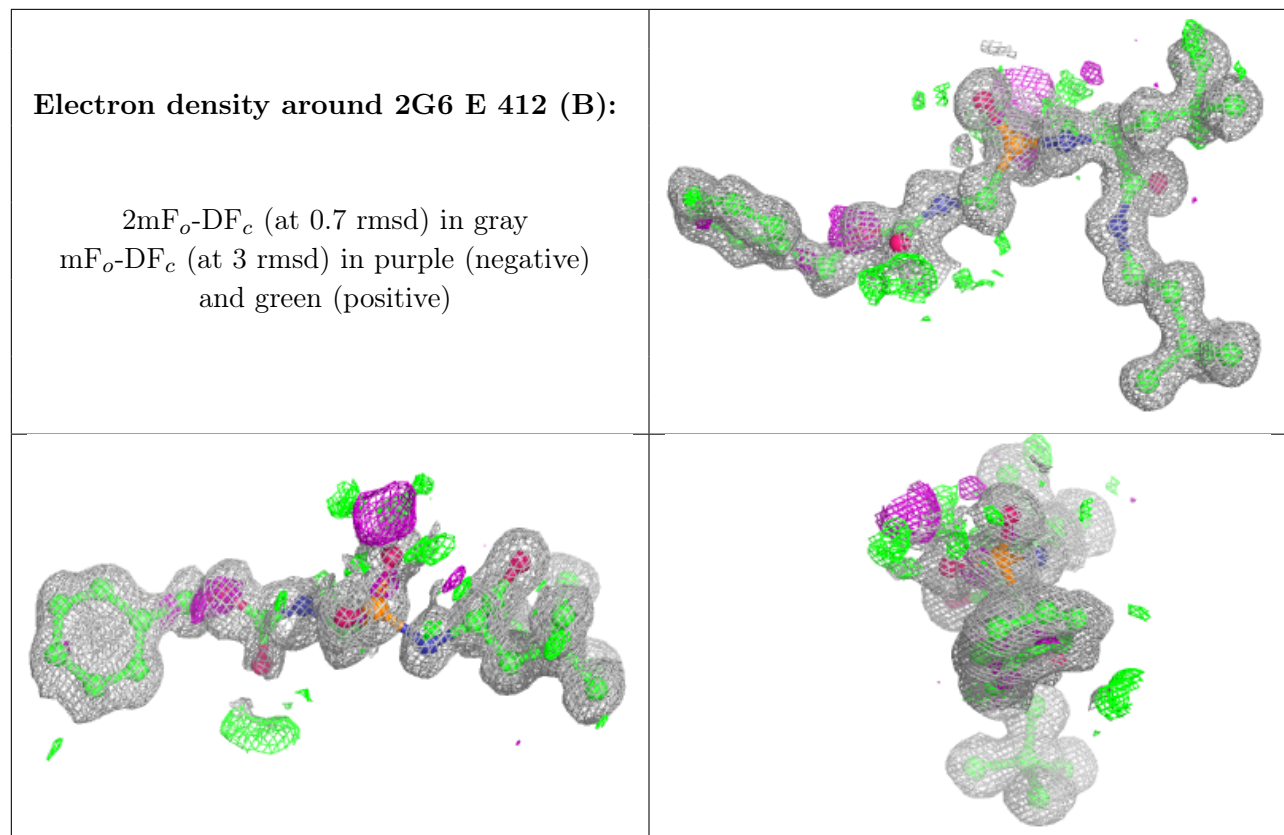 Electron density around 2G6 E 412 (B):
2mFₒ-DF𝒸 (at 0.7 rmsd) in gray
mFₒ-DF𝒸 (at 3 rmsd) in purple (negative)
and green (positive)